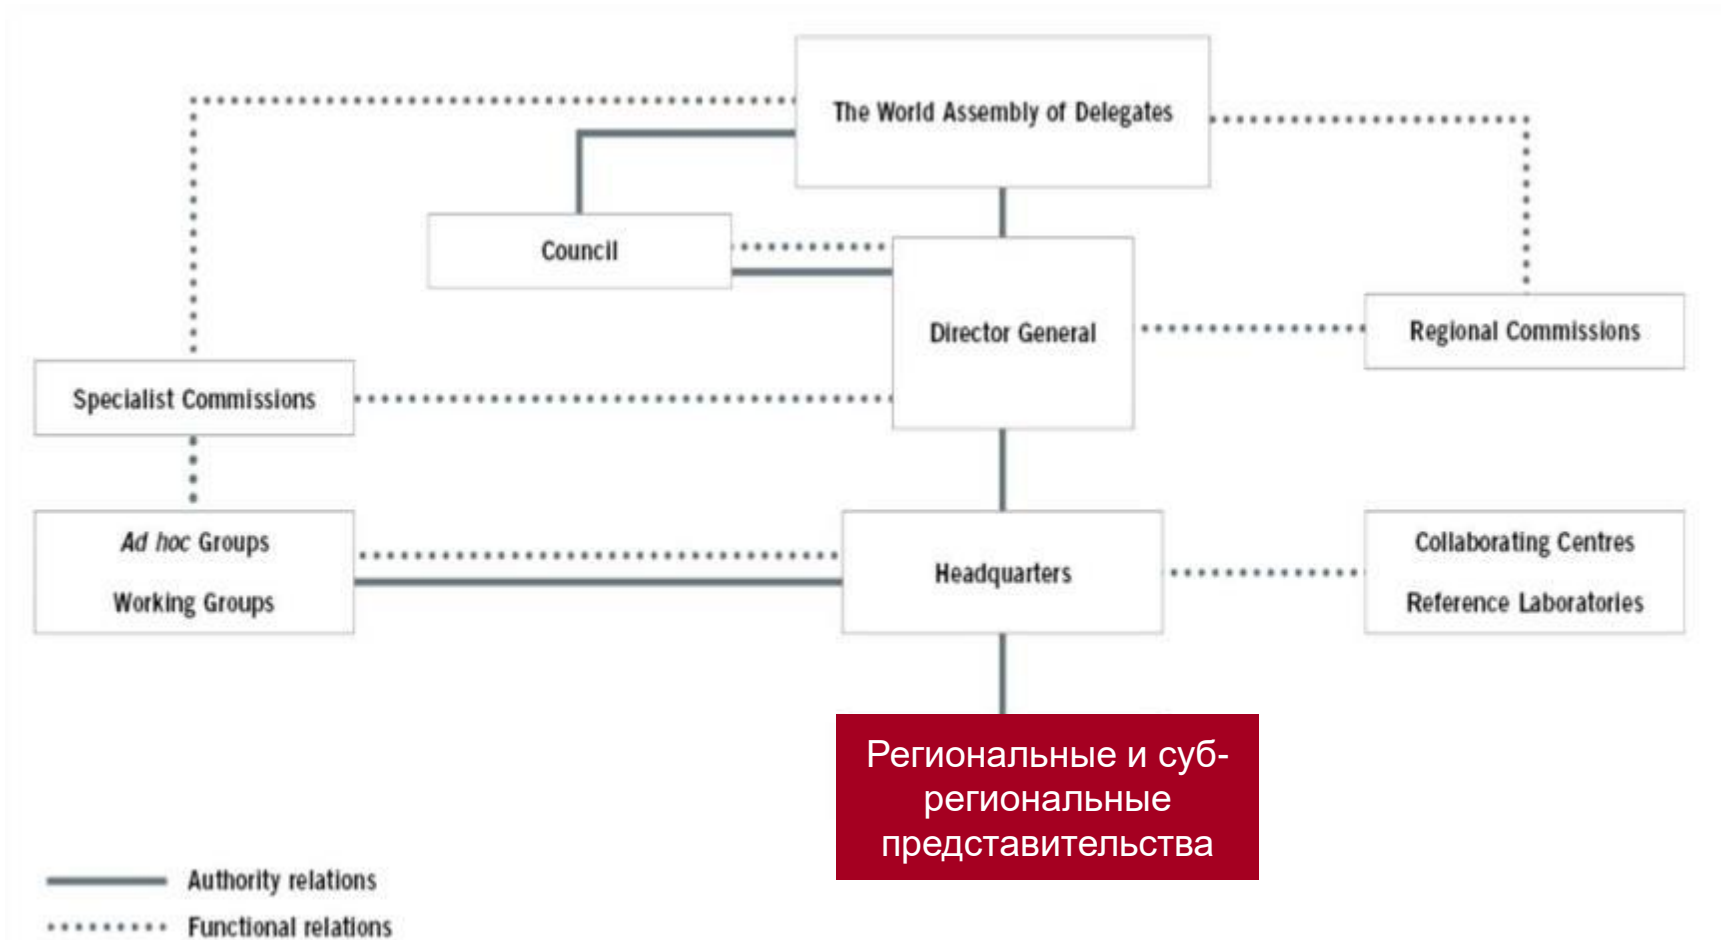 The World Assembly of Delegates
Council
Director General
Regional Commissions
Specialist Commissions
Ad hoc Groups
Working Groups
Headquarters
Collaborating Centres
Reference Laboratories
Региональные и суб-
региональные
представительства
Authority relations
Functional relations